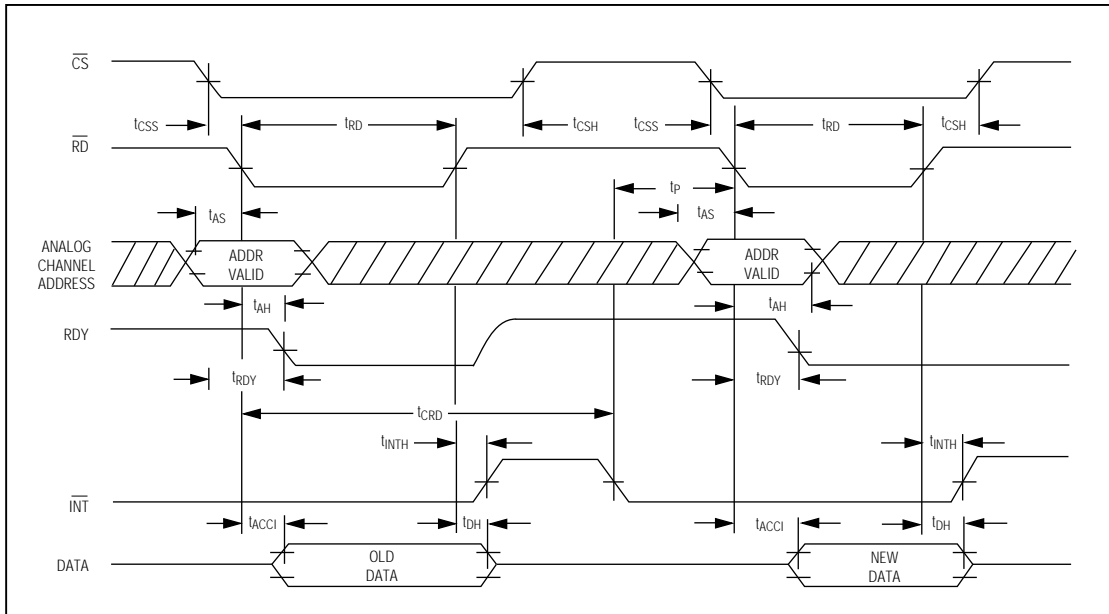 CS
tCSS tRD tCSH tCSS tRD tCSH
RD
tP
tAS tAS
ANALOG
CHANNEL
ADDRESS
ADDR
VALID
ADDR
VALID
tAH tAH
RDY
tRDY tRDY
tCRD
tINTH tINTH
INT
tACCI tDH tACCI tDH
DATA
OLD
DATA
NEW
DATA